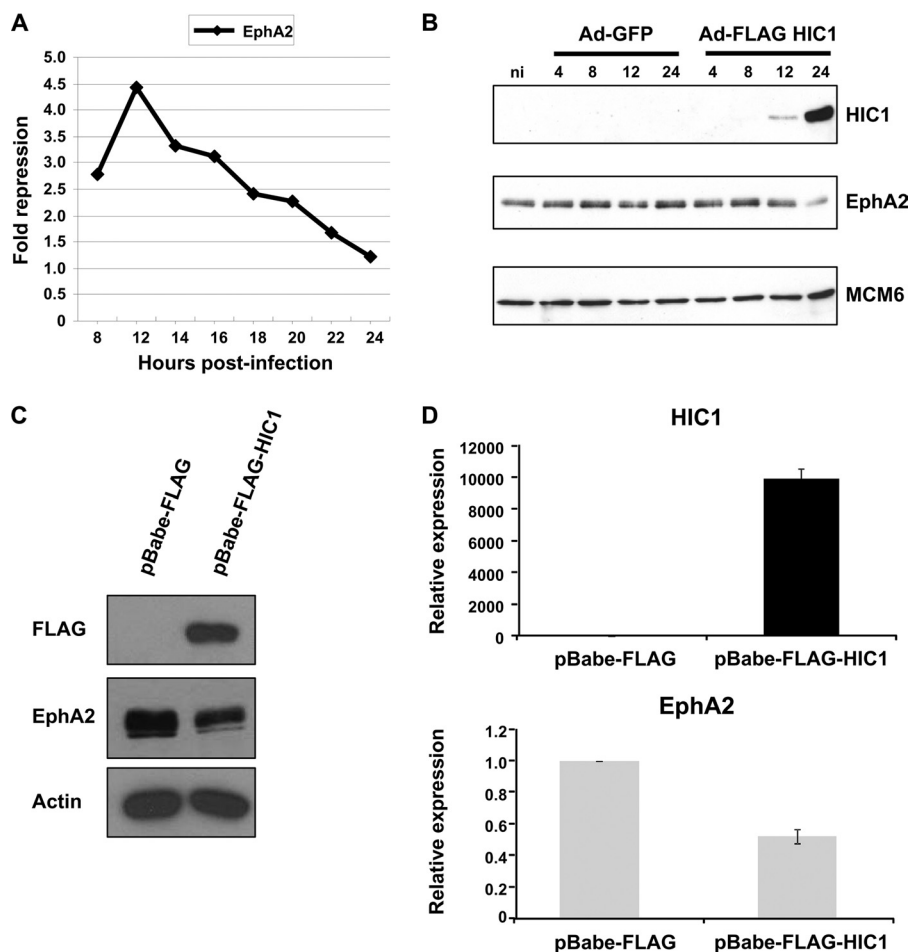 A
EphA2
Fold repression
5.0
4.5
4.0
3.5
3.0
2.5
2.0
1.5
1.0
0.5
0
8 12 14 16 18 20 22 24
Hours post-infection
B
Ad-GFP Ad-FLAG HIC1
ni 4 8 12 24 4 8 12 24
HIC1
EphA2
MCM6
C
pBabe-FLAG
pBabe-FLAG-HIC1
FLAG
EphA2
Actin
D
HIC1
Relative expression
12000
10000
8000
6000
4000
2000
0
pBabe-FLAG pBabe-FLAG-HIC1
EphA2
Relative expression
1.2
1.0
0.8
0.6
0.4
0.2
0
pBabe-FLAG pBabe-FLAG-HIC1